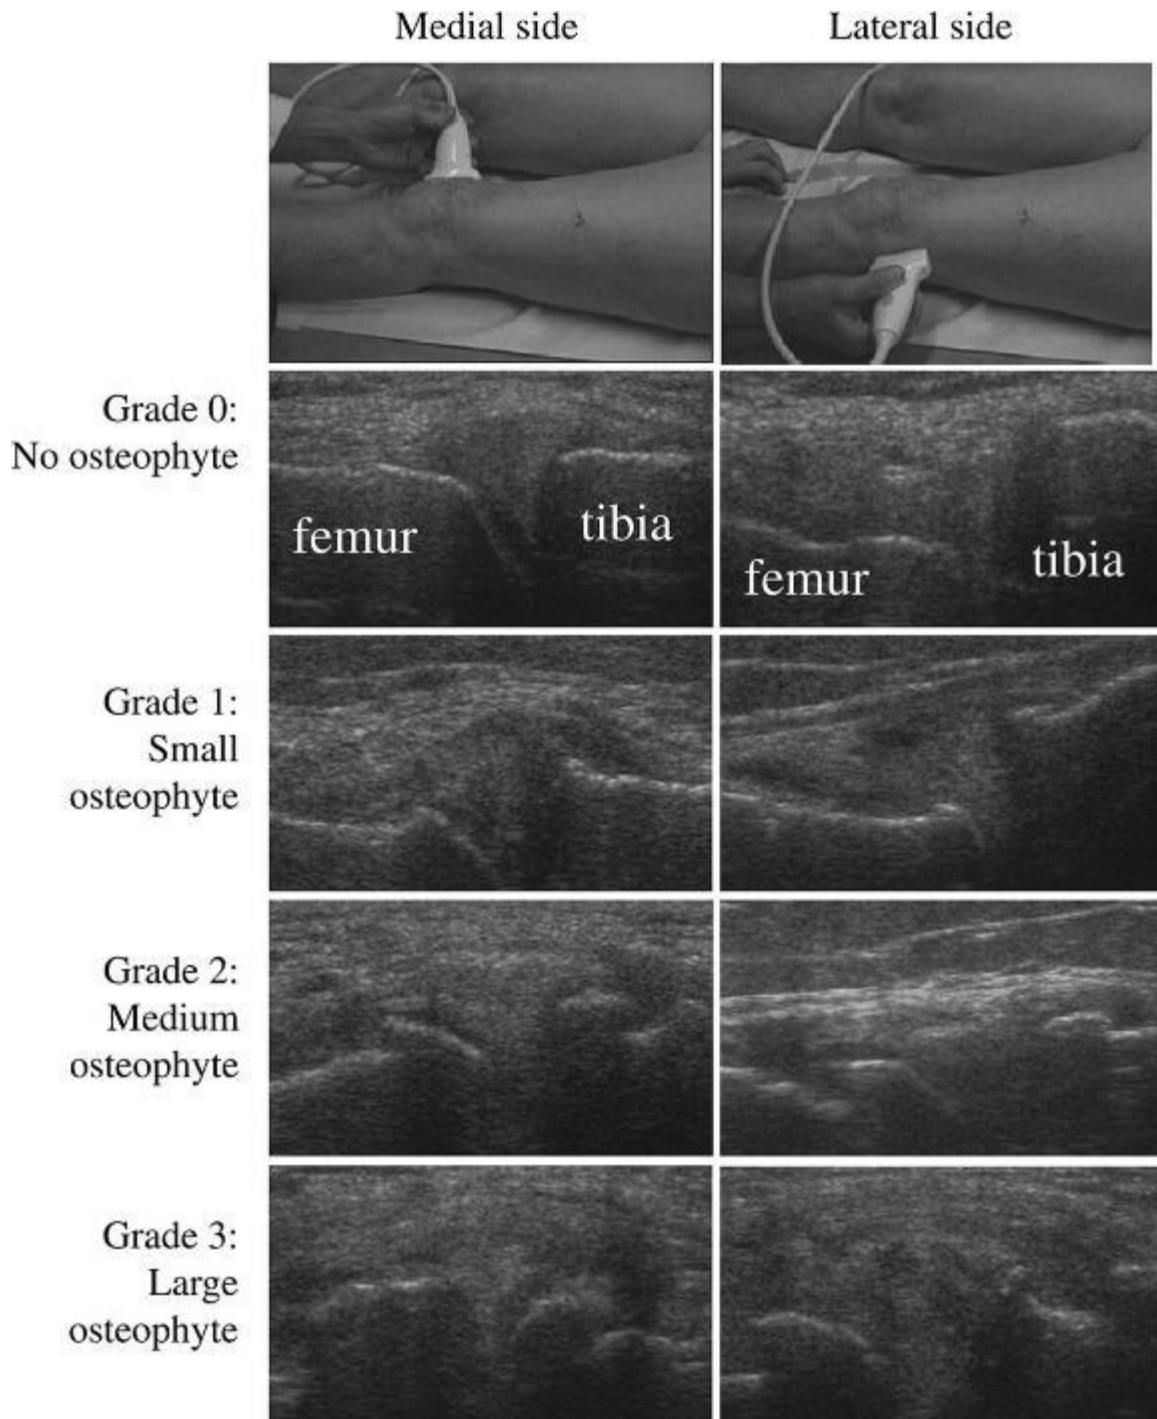 Medial side
Lateral side
Grade 0:
No osteophyte
femur
tibia
femur
tibia
Grade 1:
Small
osteophyte
Grade 2:
Medium
osteophyte
Grade 3:
Large
osteophyte